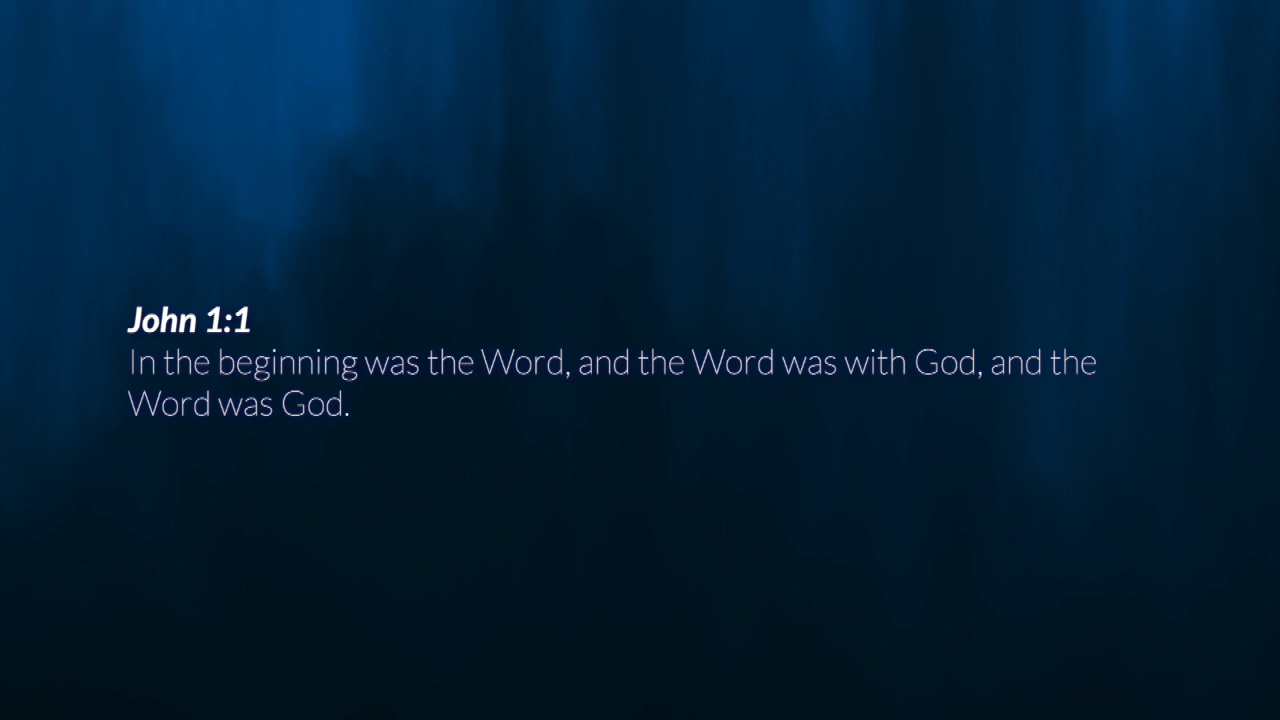 John 1:1
In the beginning was the Word, and the Word was with God, and the
Word was God.